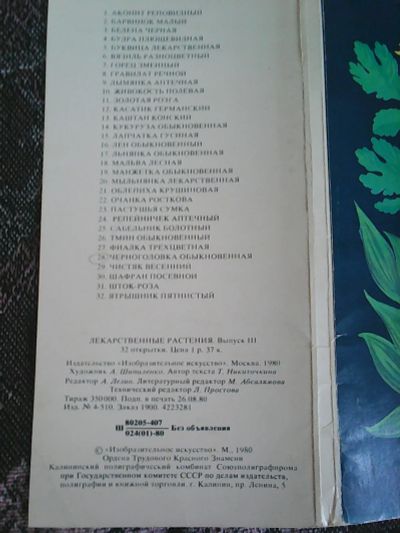 1. АКОНИТ РЕПОВИДНЫЙ
2. БАРВИНОК МАЛЫЙ
3. БЕЛЕНА ЧЕРНАЯ
4. БУДРА ПЛЮЩЕВИДНАЯ
5. БУКВИЦА ЛЕКАРСТВЕННАЯ
6. ВЯЗЕЛЬ РАЗНОЦВЕТНЫЙ
7. ГОРЕЦ ЗМЕИНЫЙ
8. ГРАВИЛАТ РЕЧНОЙ
9. ДЫМЯНКА АПТЕЧНАЯ
10. ЖИВОКОСТЬ ПОЛЕВАЯ
11. ЗОЛОТАЯ РОЗГА
12. КАСАТИК ГЕРМАНСКИЙ
13. КАШТАН КОНСКИЙ
14. КУКУРУЗА ОБЫКНОВЕННАЯ
15. ЛАПЧАТКА ГУСИНАЯ
16. ЛЕН ОБЫКНОВЕННЫЙ
17. ЛЬНЯНКА ОБЫКНОВЕННАЯ
18. МАЛЬВА ЛЕСНАЯ
19. МАНЖЕТКА ОБЫКНОВЕННАЯ
20. МЫЛЬНЯНКА ЛЕКАРСТВЕННАЯ
21. ОБЛЕПИХА КРУШИНОВАЯ
22. ОЧАНКА РОСТКОВА
23. ПАСТУШЬЯ СУМКА
24. РЕПЕЙНИЧЕК АПТЕЧНЫЙ
25. САБЕЛЬНИК БОЛОТНЫЙ
26. ТМИН ОБЫКНОВЕННЫЙ
27. ФИАЛКА ТРЕХЦВЕТНАЯ
28. ЧЕРНОГОЛОВКА ОБЫКНОВЕННАЯ
29. ЧИСТЯК ВЕСЕННИЙ
30. ШАФРАН ПОСЕВНОЙ
31. ШТОК-РОЗА
32. ЯТРЫШНИК ПЯТНИСТЫЙ
ЛЕКАРСТВЕННЫЕ РАСТЕНИЯ. Выпуск III
32 открытки. Цена 1 р. 37 к.
Издательство «Изобразительное искусство». Москва. 1980
Художник А. Шипиленко. Автор текста Т. Никиточкина
Редактор А. Лезин. Литературный редактор М. Абсалямова
Технический редактор Л. Простова
Тираж 350000. Подп. в печать 26.08.80
Изд. № 4-510. Заказ 1900. 4223281
Ш 80205-407
024(01)-80 Без объявления
© «Изобразительное искусство». М., 1980
Ордена Трудового Красного Знамени
Калининский полиграфический комбинат Союзполиграфпрома
при Государственном комитете СССР по делам издательств,
полиграфии и книжной торговли. г. Калинин, пр. Ленина, 5